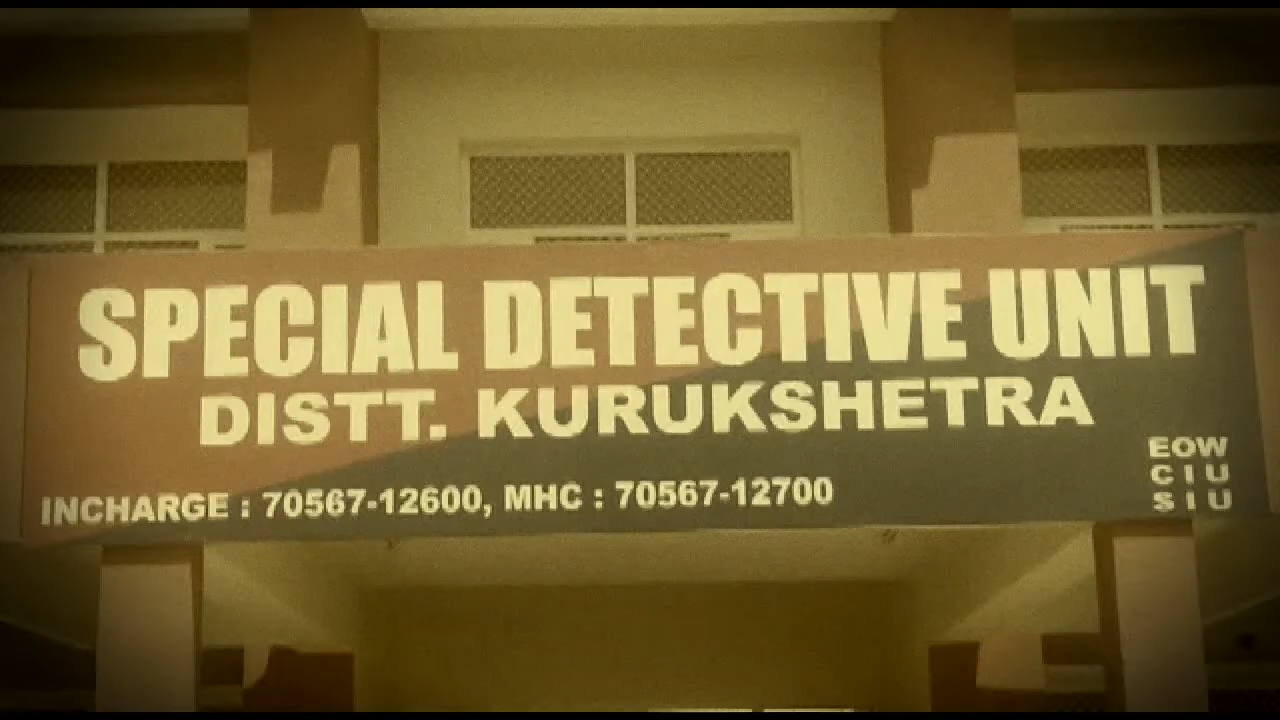 SPECIAL DETECTIVE UNIT
DISTT. KURUKSHETRA
INCHARGE : 70567-12600, MHC : 70567-12700
EOW
CIU
SIU